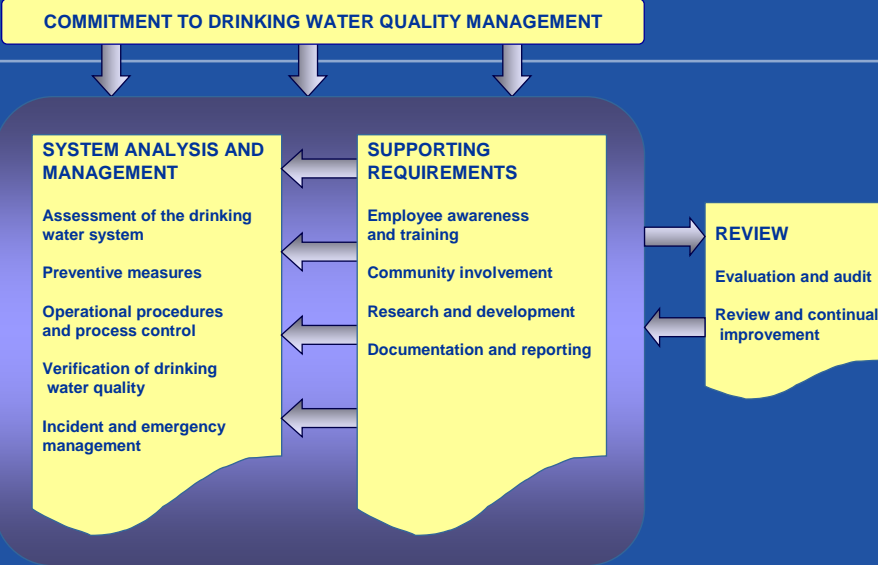 COMMITMENT TO DRINKING WATER QUALITY MANAGEMENT
SYSTEM ANALYSIS AND
MANAGEMENT
Assessment of the drinking
water system
Preventive measures
Operational procedures
and process control
Verification of drinking
water quality
Incident and emergency
management
SUPPORTING
REQUIREMENTS
Employee awareness
and training
Community involvement
Research and development
Documentation and reporting
REVIEW
Evaluation and audit
Review and continual
improvement